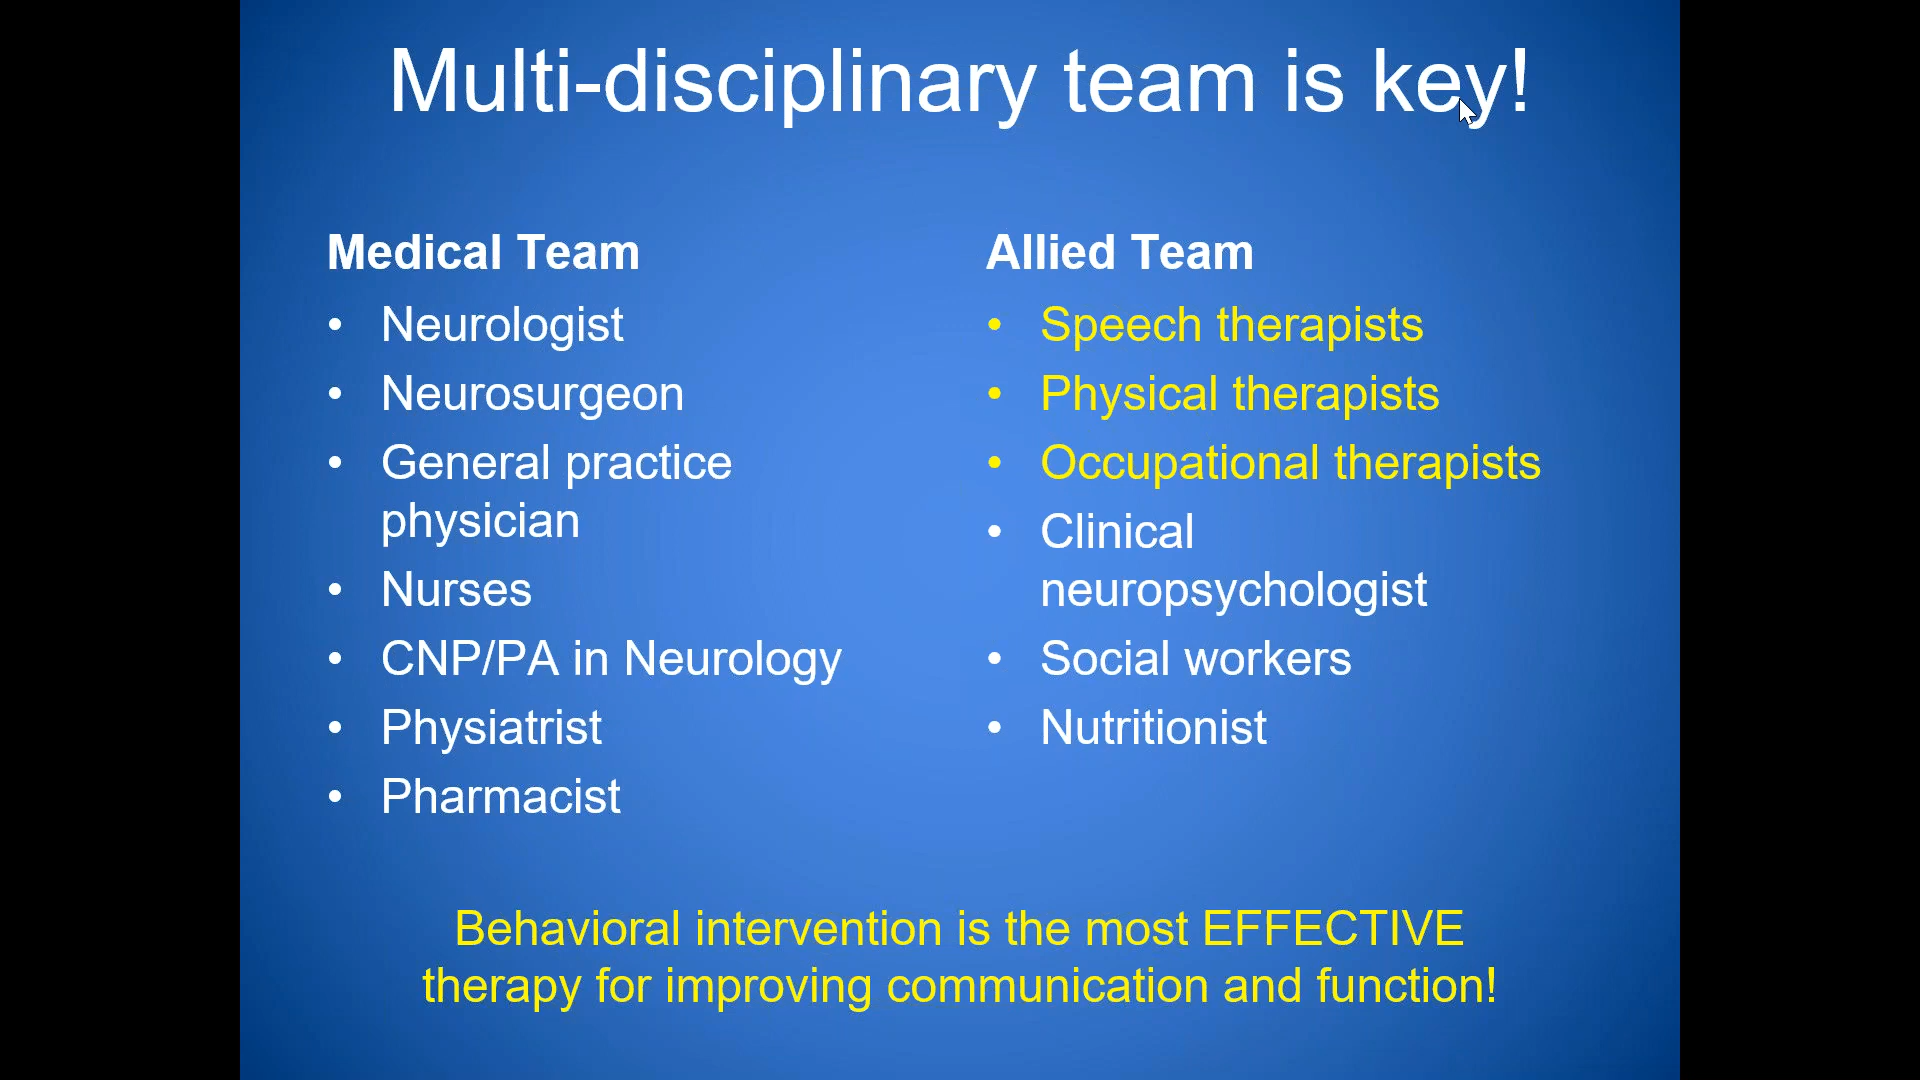 Multi-disciplinary team is key!
Medical Team
• Neurologist
• Neurosurgeon
• General practice
physician
• Nurses
• CNP/PA in Neurology
• Physiatrist
• Pharmacist
Allied Team
• Speech therapists
• Physical therapists
• Occupational therapists
• Clinical
neuropsychologist
• Social workers
• Nutritionist
Behavioral intervention is the most EFFECTIVE
therapy for improving communication and function!